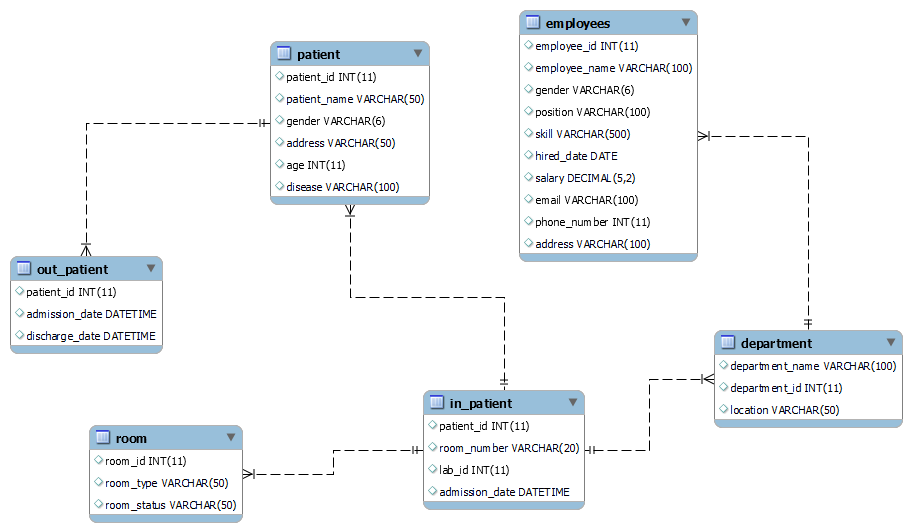 patient
patient_id INT(11)
patient_name VARCHAR(50)
gender VARCHAR(6)
address VARCHAR(50)
age INT(11)
disease VARCHAR(100)
employees
employee_id INT(11)
employee_name VARCHAR(100)
gender VARCHAR(6)
position VARCHAR(100)
skill VARCHAR(500)
hired_date DATE
salary DECIMAL(5,2)
email VARCHAR(100)
phone_number INT(11)
address VARCHAR(100)
out_patient
patient_id INT(11)
admission_date DATETIME
discharge_date DATETIME
department
department_name VARCHAR(100)
department_id INT(11)
location VARCHAR(50)
in_patient
patient_id INT(11)
room_number VARCHAR(20)
lab_id INT(11)
admission_date DATETIME
room
room_id INT(11)
room_type VARCHAR(50)
room_status VARCHAR(50)